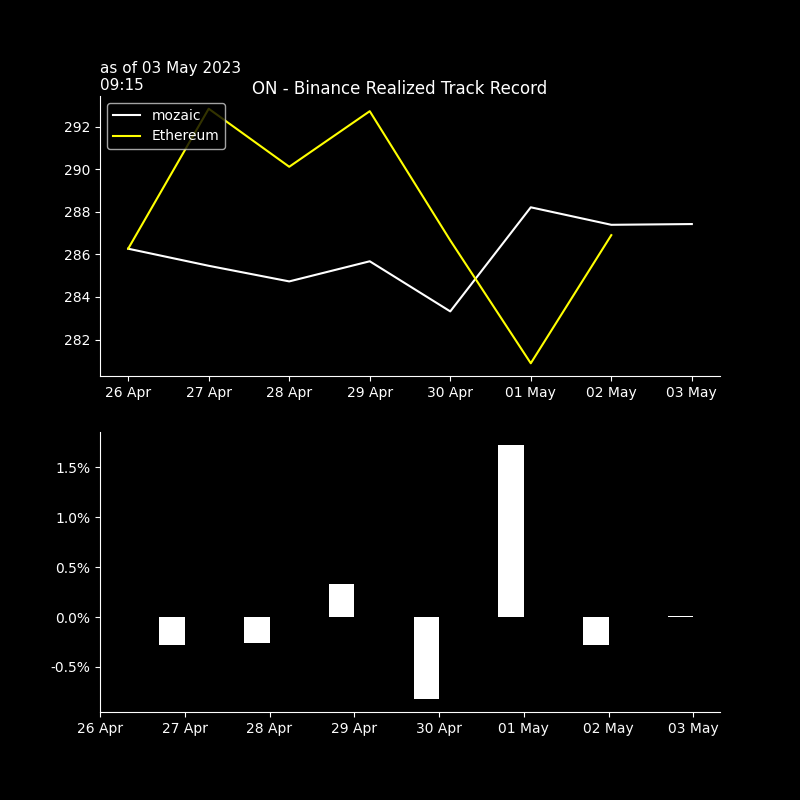 as of 03 May 2023
09:15
ON - Binance Realized Track Record
mozaic
Ethereum
292
290
288
286
284
282
26 Apr 27 Apr 28 Apr 29 Apr 30 Apr 01 May 02 May 03 May
1.5%
1.0%
0.5%
0.0%
-0.5%
26 Apr 27 Apr 28 Apr 29 Apr 30 Apr 01 May 02 May 03 May